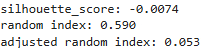 silhouette_score: -0.0074
random index: 0.590
adjusted random index: 0.053